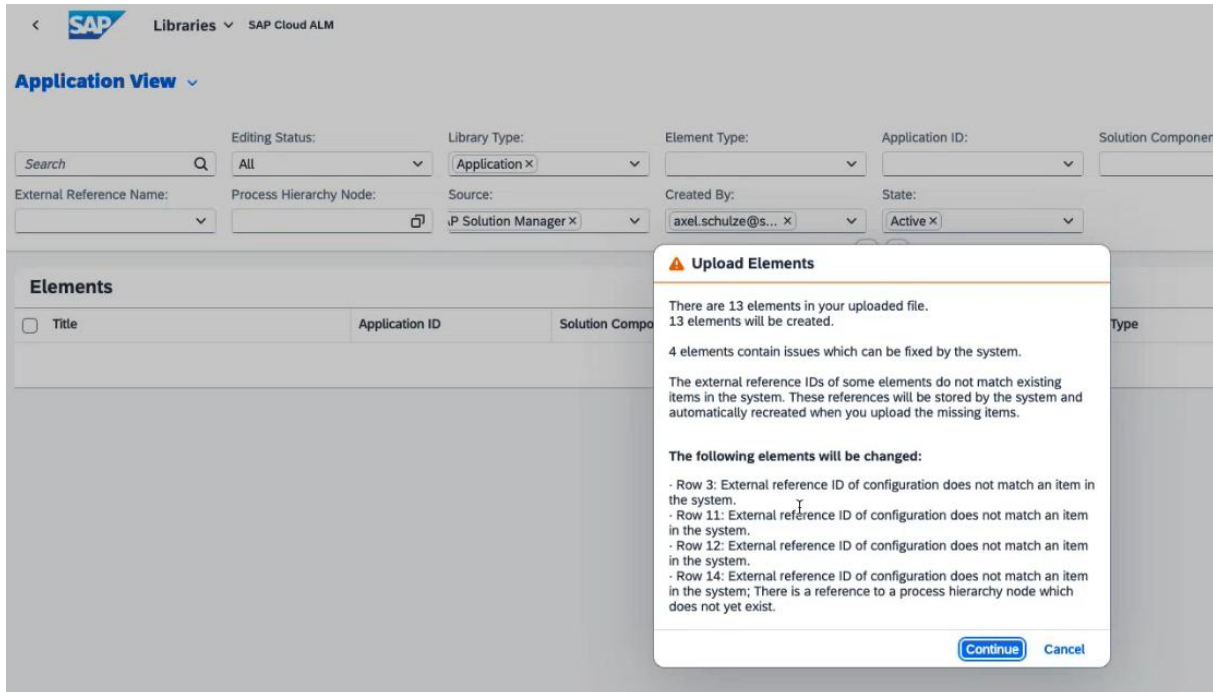 SAP Libraries SAP Cloud ALM
Application View
Editing Status: Library Type: Element Type: Application ID: Solution Componen
Search All Application
External Reference Name: Process Hierarchy Node: Source: Created By: State:
P Solution Manager axel.schulze@s... Active
Upload Elements
Elements
There are 13 elements in your uploaded file.
13 elements will be created.
Title Application ID Solution Compo Type
4 elements contain issues which can be fixed by the system.
The external reference IDs of some elements do not match existing
items in the system. These references will be stored by the system and
automatically recreated when you upload the missing items.
The following elements will be changed:
· Row 3: External reference ID of configuration does not match an item in
the system.
· Row 11: External reference ID of configuration does not match an item
in the system.
· Row 12: External reference ID of configuration does not match an item
in the system.
· Row 14: External reference ID of configuration does not match an item
in the system; There is a reference to a process hierarchy node which
does not yet exist.
Continue Cancel